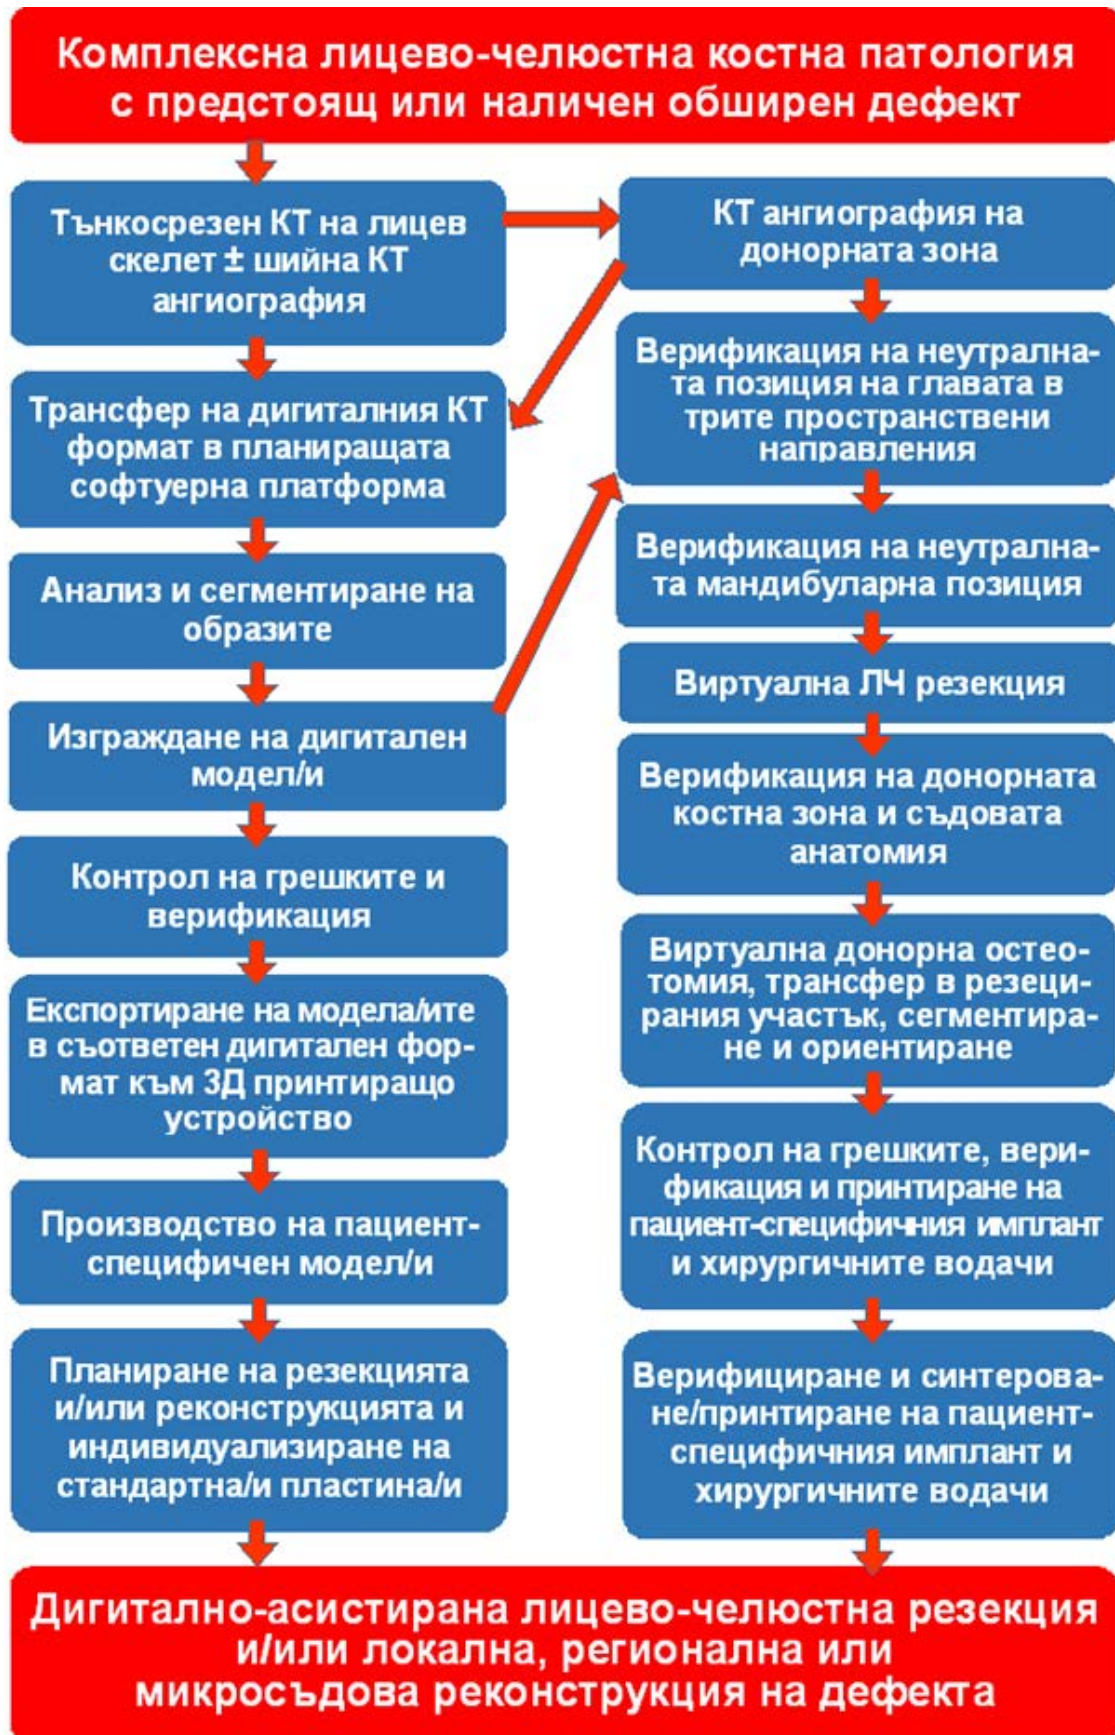 Комплексна лицево-челюстна костна патология
с предстоящ или наличен обширен дефект
Тънкосрезен КТ на лицев
скелет ± шийна КТ
ангиография
Трансфер на дигиталния КТ
формат в планиращата
софтуерна платформа
Анализ и сегментиране на
образите
Изграждане на дигитален
модел/и
Контрол на грешките и
верификация
Експортиране на модела/ите
в съответен дигитален фор-
мат към 3Д принтиращо
устройство
Производство на пациент-
специфичен модел/и
Планиране на резекцията
и/или реконструкцията и
индивидуализиране на
стандартна/и пластина/и
КТ ангиография на
донорната зона
Верификация на неутрална-
та позиция на главата в
трите пространствени
направления
Верификация на неутрална-
та мандибуларна позиция
Виртуална ЛЧ резекция
Верификация на донорната
костна зона и съдовата
анатомия
Виртуална донорна остео-
томия, трансфер в резеци-
рания участък, сегментира-
не и ориентиране
Контрол на грешките, вери-
фикация и принтиране на
пациент-специфичния имплант
и хирургичните водачи
Верифициране и синтерова-
не/принтиране на пациент-
специфичния имплант и
хирургичните водачи
Дигитално-асистирана лицево-челюстна резекция
и/или локална, регионална или
микросъдова реконструкция на дефекта